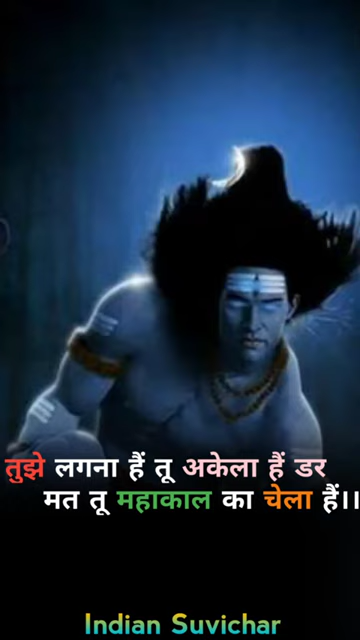 तुझे लगना हैं तू अकेला हैं डर
मत तू महाकाल का चेला हैं।।
Indian Suvichar